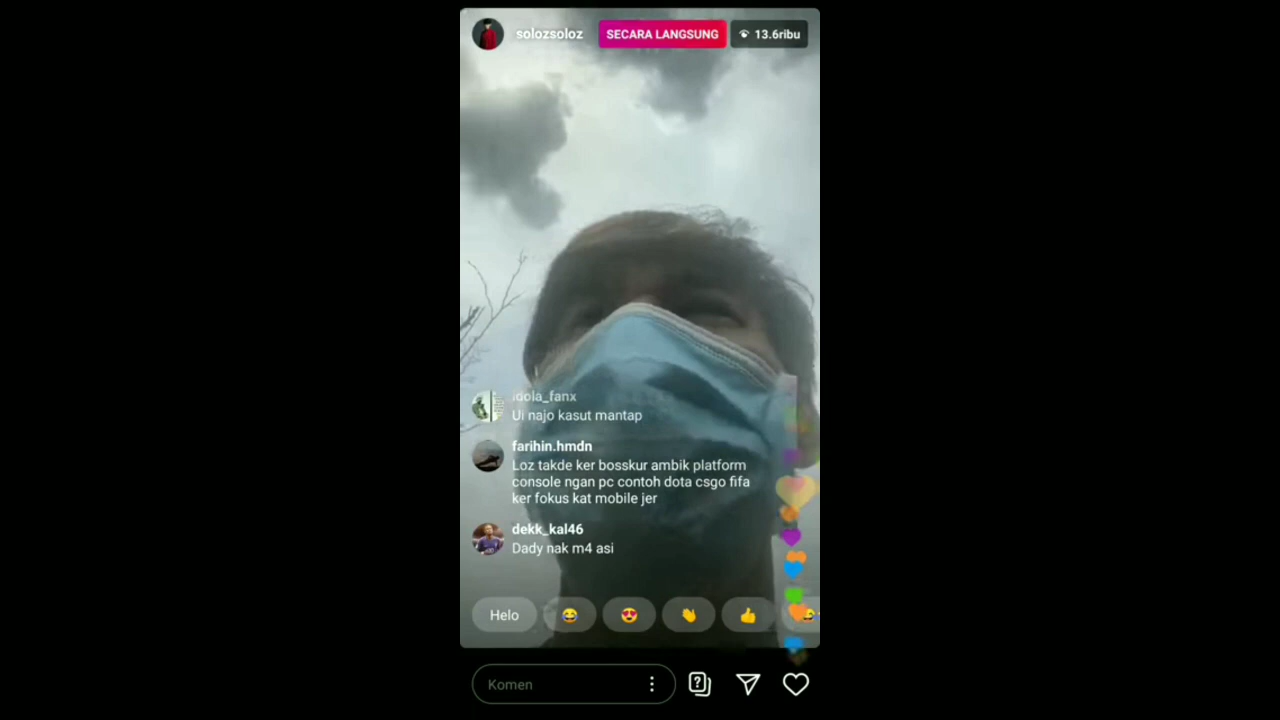 solozsoloz SECARA LANGSUNG 13.6ribu
idola_fanx
Ui najo kasut mantap
farihin.hmdn
Loz takde ker bosskur ambik platform
console ngan pc contoh dota csgo fifa
ker fokus kat mobile jer
dekk_kal46
Dady nak m4 asi
Helo
Komen